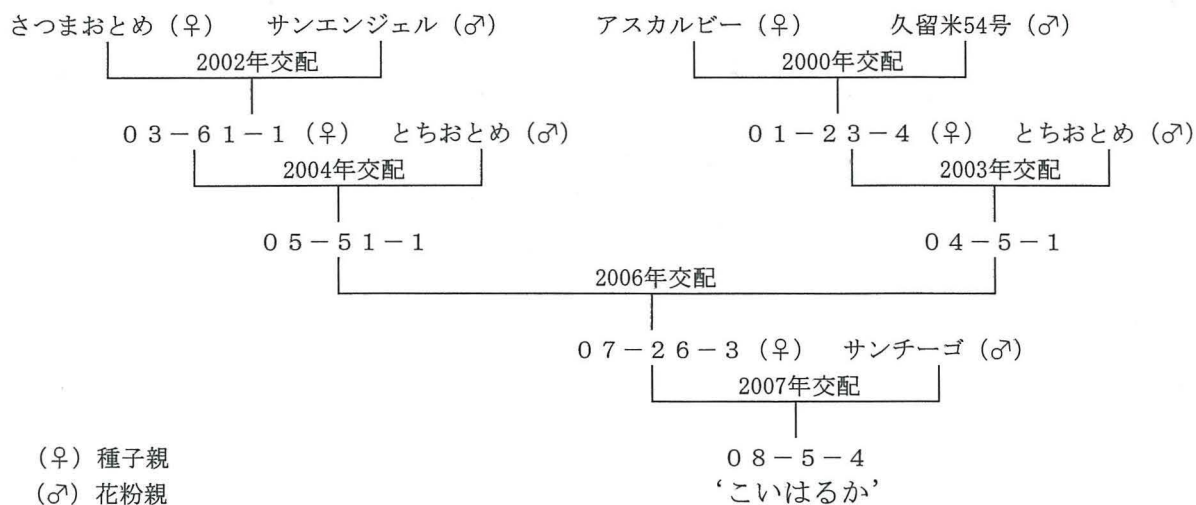 さつまおとめ（♀） サンエンジェル（♂） アスカルビー（♀） 久留米54号（♂）
2002年交配 2000年交配
０３－６１－１（♀） とちおとめ（♂） ０１－２３－４（♀） とちおとめ（♂）
2004年交配 2003年交配
０５－５１－１ ０４－５－１
2006年交配
０７－２６－３（♀） サンチーゴ（♂）
2007年交配
（♀）種子親 ０８－５－４
（♂）花粉親 ‘こいはるか’